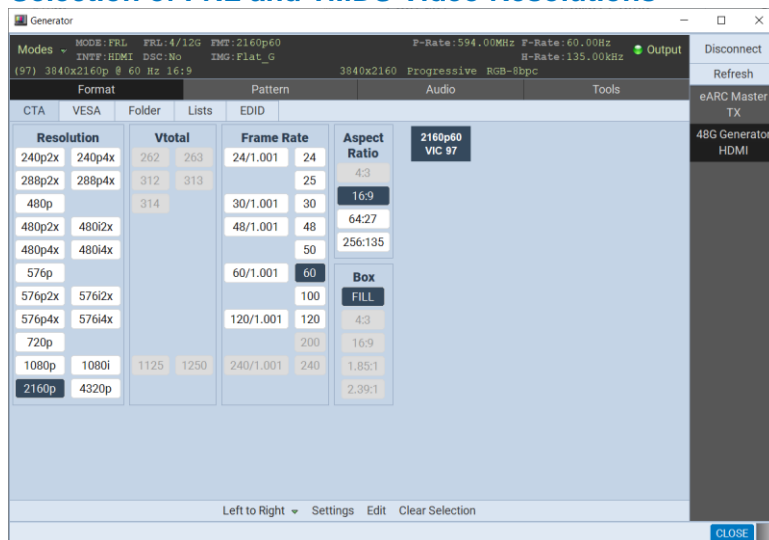 Selection of FRL and TMDS Video Resolutions
Generator
Modes MODE:FRL FRL:4/12G FMT:2160p60 P-Rate:594.00MHz F-Rate:60.00Hz Output
INTF:HDMI DSC:No IMG:Flat_G H-Rate:135.00kHz
(97) 3840x2160p @ 60 Hz 16:9 3840x2160 Progressive RGB-8bpc
Disconnect
Refresh
eARC Master
TX
48G Generator
HDMI
Format Pattern Audio Tools
CTA VESA Folder Lists EDID
Resolution Vtotal Frame Rate Aspect
Ratio
2160p60
VIC 97
240p2x 240p4x 262 263 24/1.001 24
4:3
288p2x 288p4x 312 313 25
16:9
480p 314 30/1.001 30
64:27
480p2x 480i2x 48/1.001 48
256:135
480p4x 480i4x 50
576p 60/1.001 60 Box
576p2x 576i2x 100 FILL
576p4x 576i4x 120/1.001 120 4:3
720p 200 16:9
1080p 1080i 1125 1250 240/1.001 240 1.85:1
2160p 4320p 2.39:1
Left to Right Settings Edit Clear Selection
CLOSE